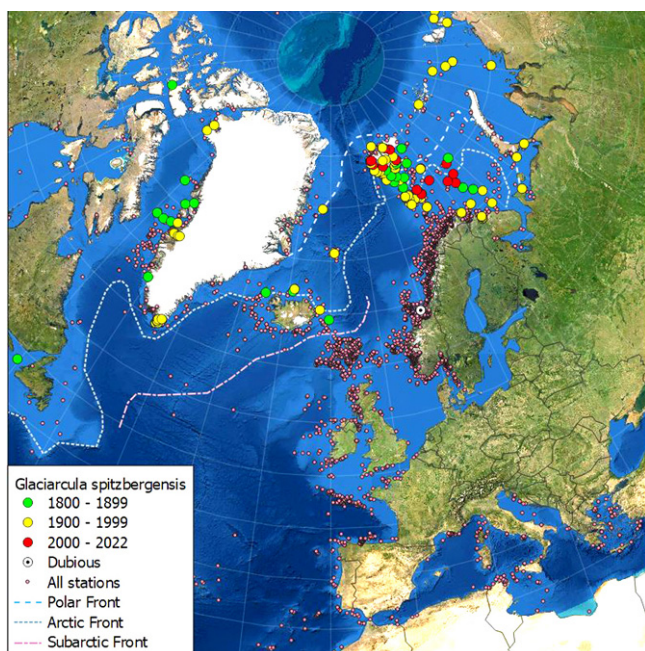 Glaciarcula spitzbergensis
1800 - 1899
1900 - 1999
2000 - 2022
Dubious
All stations
Polar Front
Arctic Front
Subarctic Front